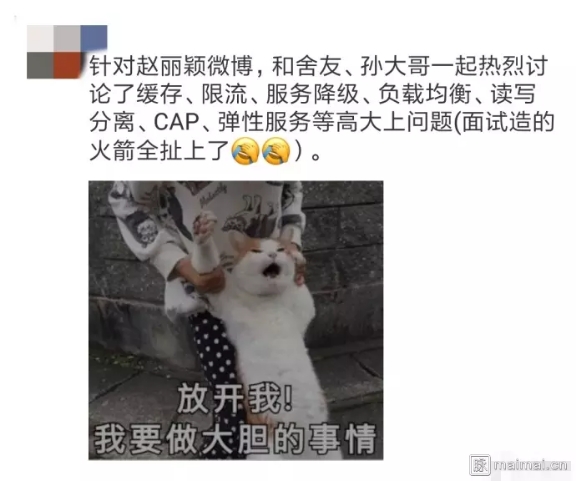 针对赵丽颖微博，和舍友、孙大哥一起热烈讨
论了缓存、限流、服务降级、负载均衡、读写
分离、CAP、弹性服务等高大上问题(面试造的
火箭全扯上了🤣🤣)。
放开我!
我要做大胆的事情
脉 maimai.cn